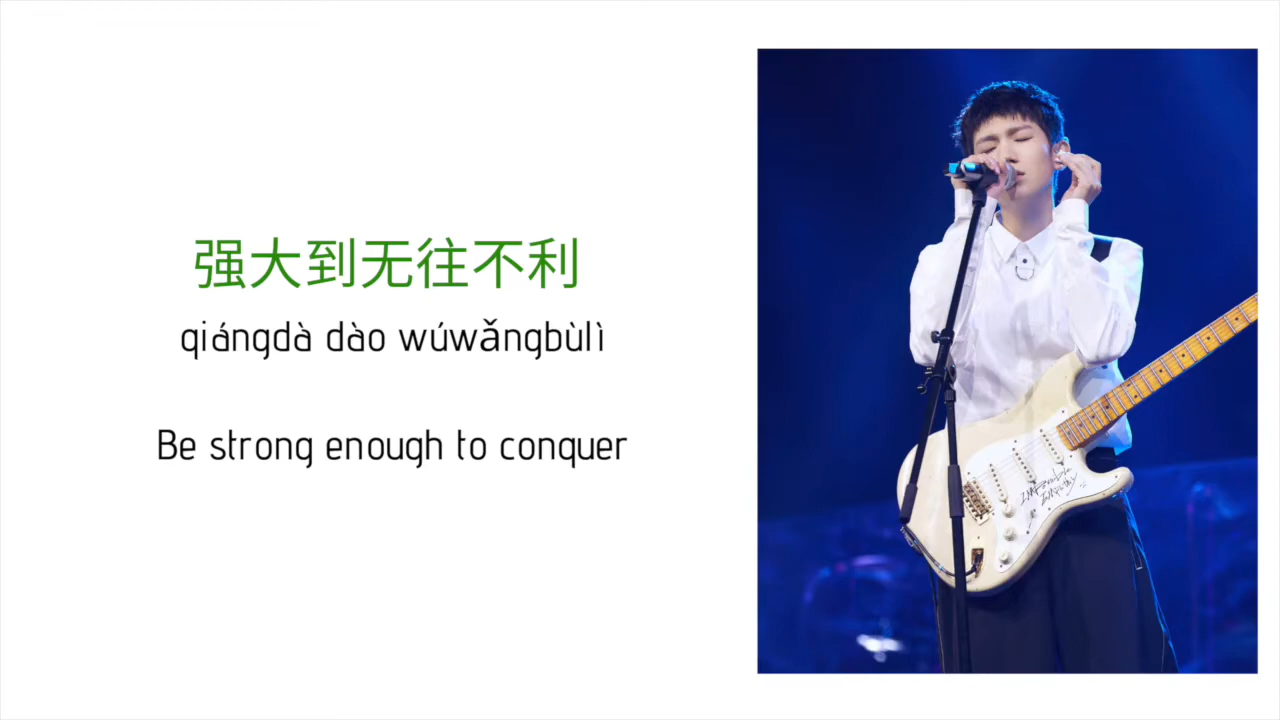 强大到无往不利
qiángdà dào wúwǎngbùlì
Be strong enough to conquer